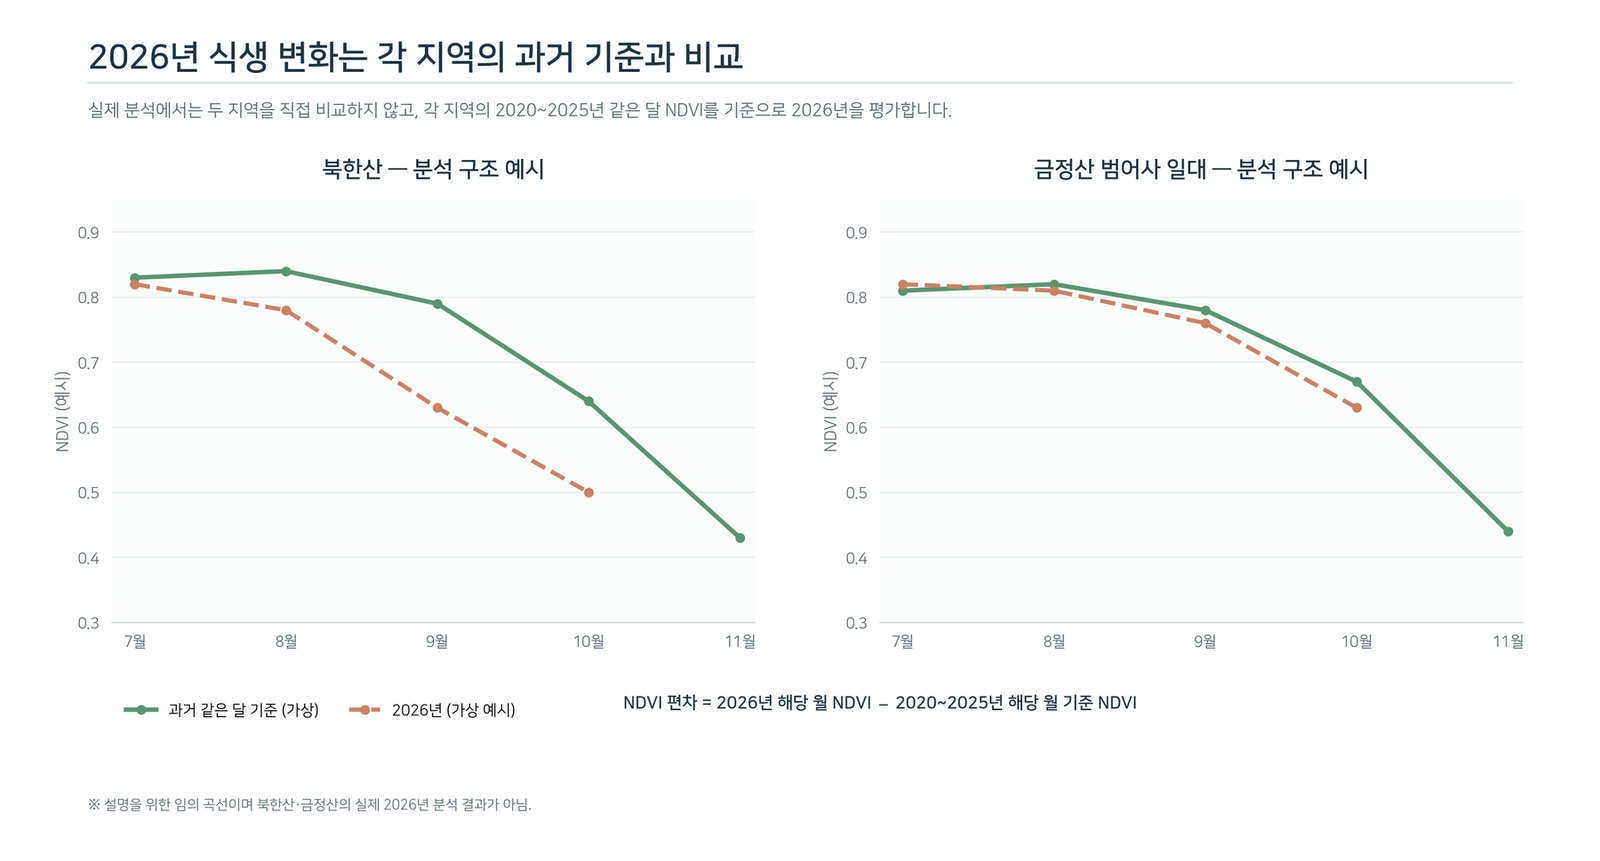 2026년 식생 변화는 각 지역의 과거 기준과 비교
실제 분석에서는 두 지역을 직접 비교하지 않고, 각 지역의 2020~2025년 같은 달 NDVI를 기준으로 2026년을 평가합니다.
북한산 — 분석 구조 예시
NDVI (예시)
0.9
0.8
0.7
0.6
0.5
0.4
0.3
7월
8월
9월
10월
11월
금정산 범어사 일대 — 분석 구조 예시
NDVI (예시)
0.9
0.8
0.7
0.6
0.5
0.4
0.3
7월
8월
9월
10월
11월
과거 같은 달 기준 (가상)
2026년 (가상 예시)
NDVI 편차 = 2026년 해당 월 NDVI − 2020~2025년 해당 월 기준 NDVI
※ 설명을 위한 임의 곡선이며 북한산·금정산의 실제 2026년 분석 결과가 아님.